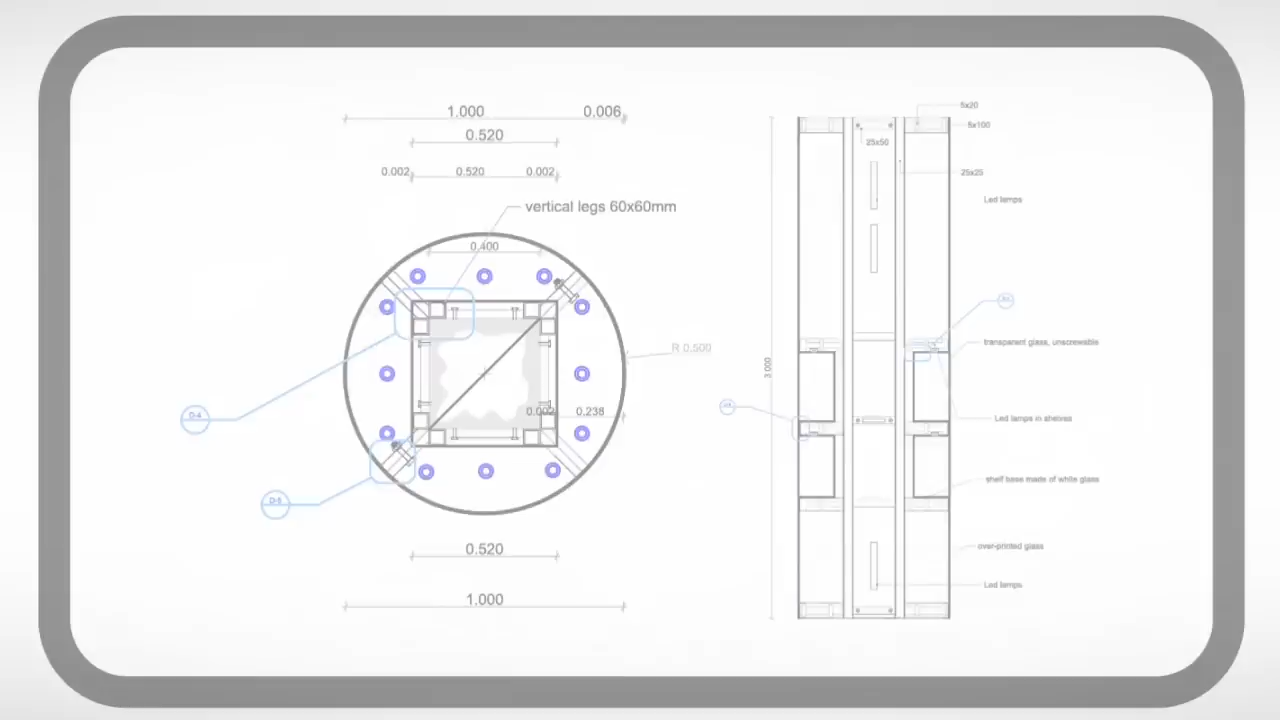 1.000 0.006
0.520
0.002 0.520 0.002
vertical legs 60x60mm
0.400
R 0.500
D-4
0.002 0.238
D-5
0.520
1.000
5x20
5x100
25x50
25x25
Led lamps
transparent glass, unscrewable
3.000
Led lamps in shelves
shelf base made of white glass
over-printed glass
Led lamps